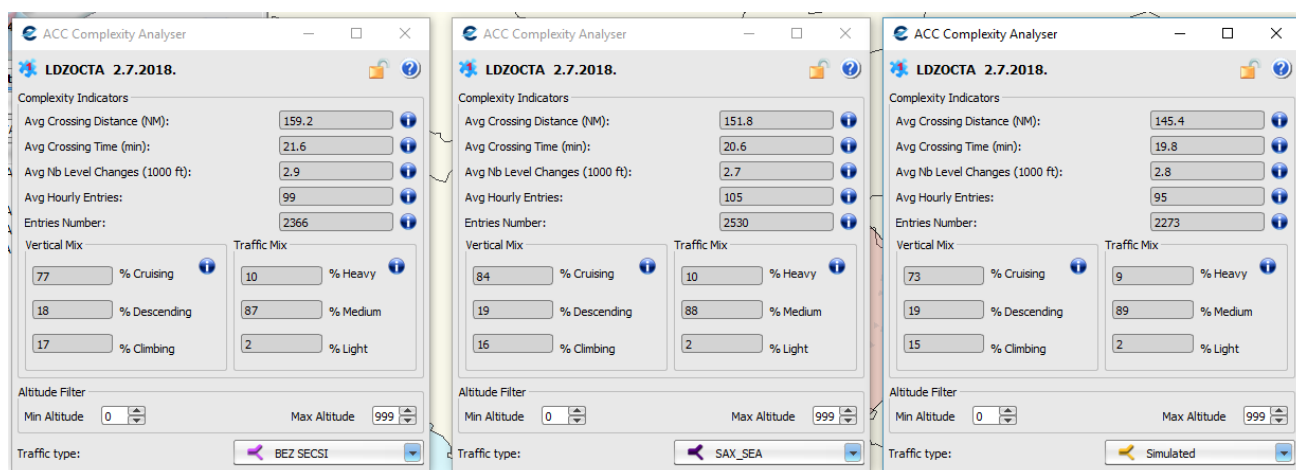 ACC Complexity Analyser
LDZOCTA 2.7.2018.
Complexity Indicators
Avg Crossing Distance (NM): 159.2
Avg Crossing Time (min): 21.6
Avg Nb Level Changes (1000 ft): 2.9
Avg Hourly Entries: 99
Entries Number: 2366
Vertical Mix Traffic Mix
77 % Cruising 10 % Heavy
18 % Descending 87 % Medium
17 % Climbing 2 % Light
Altitude Filter
Min Altitude 0 Max Altitude 999
Traffic type: BEZ SECSI
ACC Complexity Analyser
LDZOCTA 2.7.2018.
Complexity Indicators
Avg Crossing Distance (NM): 151.8
Avg Crossing Time (min): 20.6
Avg Nb Level Changes (1000 ft): 2.7
Avg Hourly Entries: 105
Entries Number: 2530
Vertical Mix Traffic Mix
84 % Cruising 10 % Heavy
19 % Descending 88 % Medium
16 % Climbing 2 % Light
Altitude Filter
Min Altitude 0 Max Altitude 999
Traffic type: SAX_SEA
ACC Complexity Analyser
LDZOCTA 2.7.2018.
Complexity Indicators
Avg Crossing Distance (NM): 145.4
Avg Crossing Time (min): 19.8
Avg Nb Level Changes (1000 ft): 2.8
Avg Hourly Entries: 95
Entries Number: 2273
Vertical Mix Traffic Mix
73 % Cruising 9 % Heavy
19 % Descending 89 % Medium
15 % Climbing 2 % Light
Altitude Filter
Min Altitude 0 Max Altitude 999
Traffic type: Simulated